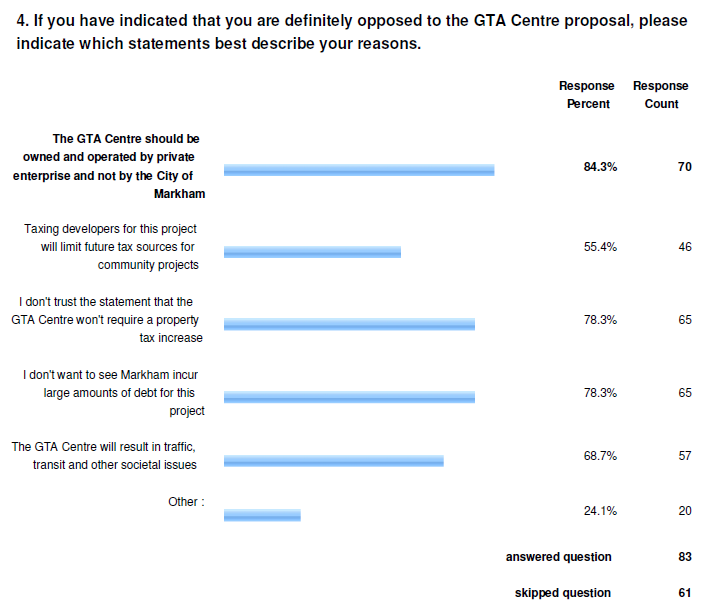 4. If you have indicated that you are definitely opposed to the GTA Centre proposal, please
indicate which statements best describe your reasons.
Response Response
Percent Count
The GTA Centre should be
owned and operated by private
enterprise and not by the City of
Markham
84.3% 70
Taxing developers for this project
will limit future tax sources for
community projects
55.4% 46
I don't trust the statement that the
GTA Centre won't require a property
tax increase
78.3% 65
I don't want to see Markham incur
large amounts of debt for this
project
78.3% 65
The GTA Centre will result in traffic,
transit and other societal issues
68.7% 57
Other :
24.1% 20
answered question 83
skipped question 61